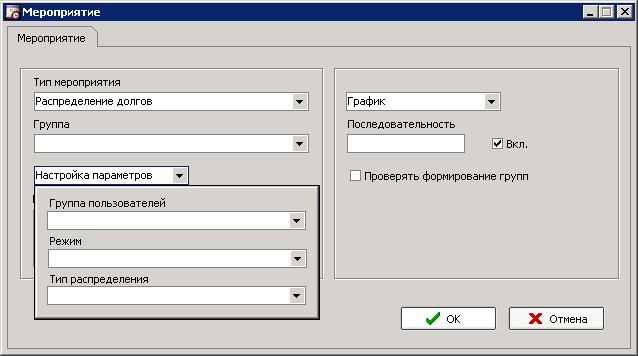 Мероприятие
Мероприятие
Тип мероприятия
Распределение долгов
Группа
Настройка параметров
Группа пользователей
Режим
Тип распределения
График
Последовательность
Вкл.
Проверять формирование групп
OK
Отмена